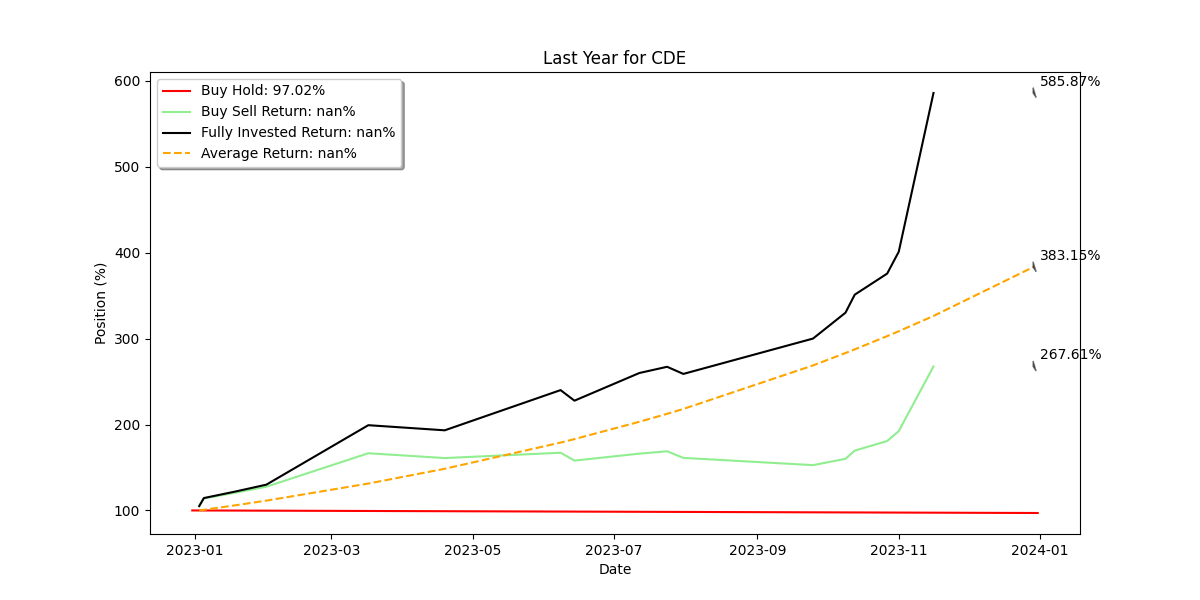 Last Year for CDE
Buy Hold: 97.02%
Buy Sell Return: nan%
Fully Invested Return: nan%
Average Return: nan%
585.87%
383.15%
267.61%
Position (%)
600
500
400
300
200
100
2023-01
2023-03
2023-05
2023-07
2023-09
2023-11
2024-01
Date